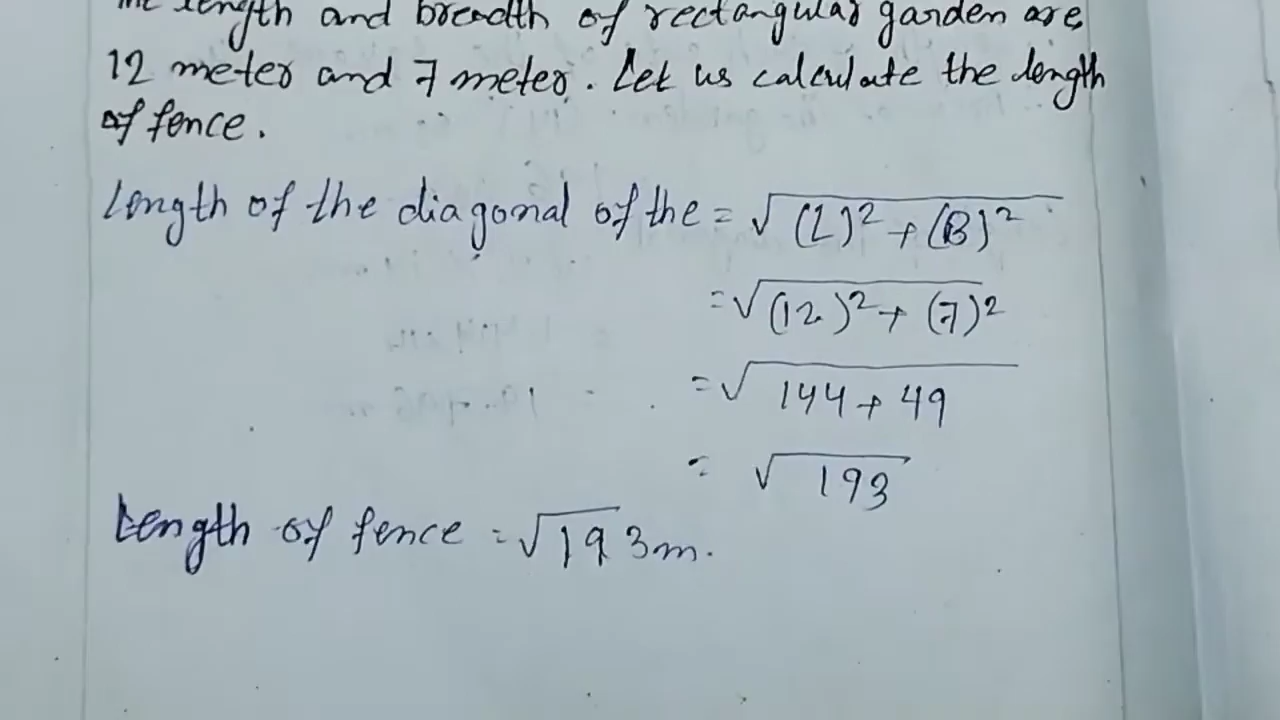 The length and breadth of rectangular garden are
12 meter and 7 meter. Let us calculate the length
of fence.
Length of the diagonal of the = √(L)² + (B)²
= √(12)² + (7)²
= √144 + 49
= √193
Length of fence = √193m.